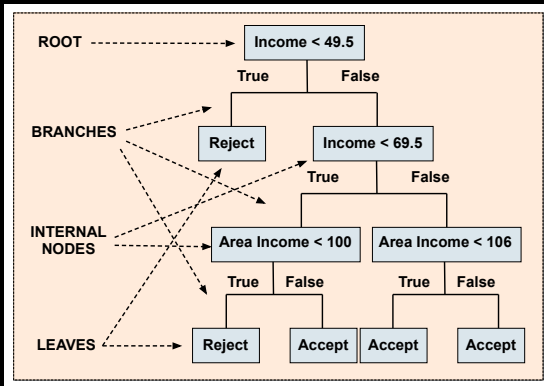 ROOT
Income < 49.5
True False
BRANCHES
Reject
Income < 69.5
True False
INTERNAL
NODES
Area Income < 100
Area Income < 106
True False
True False
LEAVES
Reject
Accept
Accept
Accept